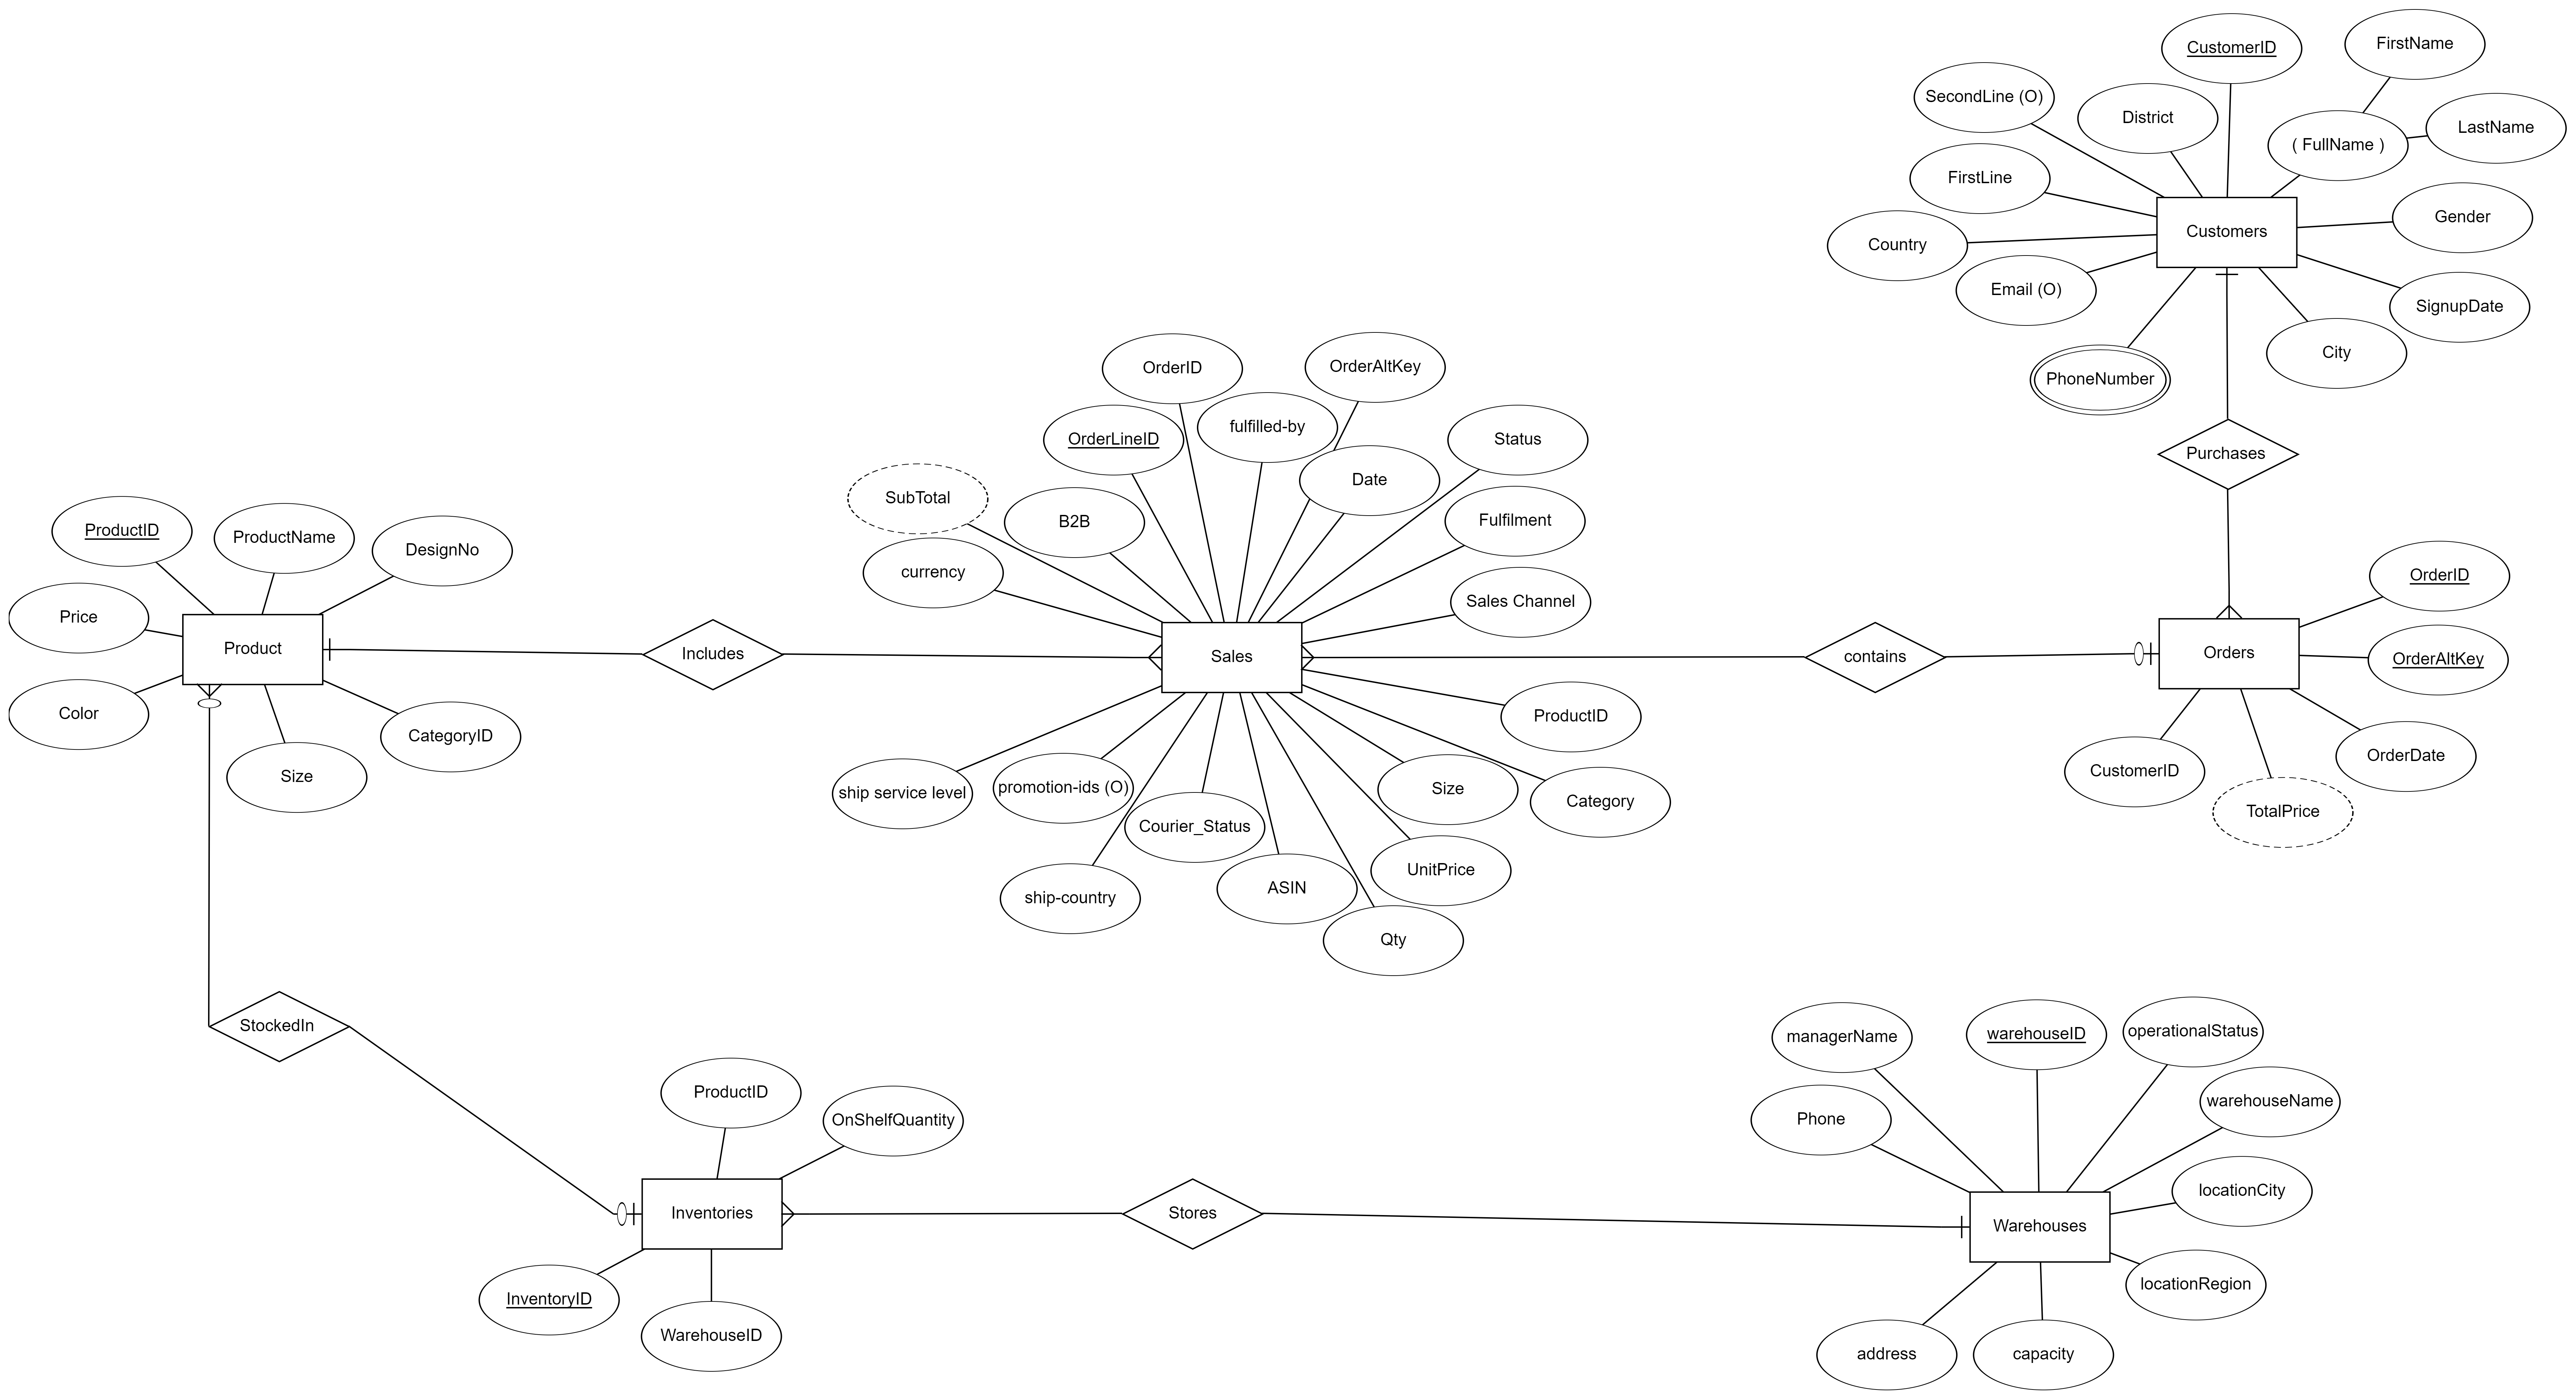 CustomerID
FirstName
SecondLine (O)
District
( FullName )
LastName
FirstLine
Gender
Customers
Country
Email (O)
SignupDate
PhoneNumber
City
Purchases
OrderID
OrderAltKey
fulfilled-by
OrderLineID
Status
SubTotal
Date
B2B
Fulfilment
currency
Sales Channel
ProductID
ProductName
DesignNo
Price
Product
Color
Size
CategoryID
Includes
Sales
contains
Orders
OrderID
OrderAltKey
CustomerID
OrderDate
TotalPrice
ProductID
Size
Category
ship service level
promotion-ids (O)
Courier_Status
UnitPrice
ship-country
ASIN
Qty
StockedIn
ProductID
OnShelfQuantity
Inventories
InventoryID
WarehouseID
Stores
managerName
warehouseID
operationalStatus
Phone
warehouseName
locationCity
Warehouses
locationRegion
address
capacity